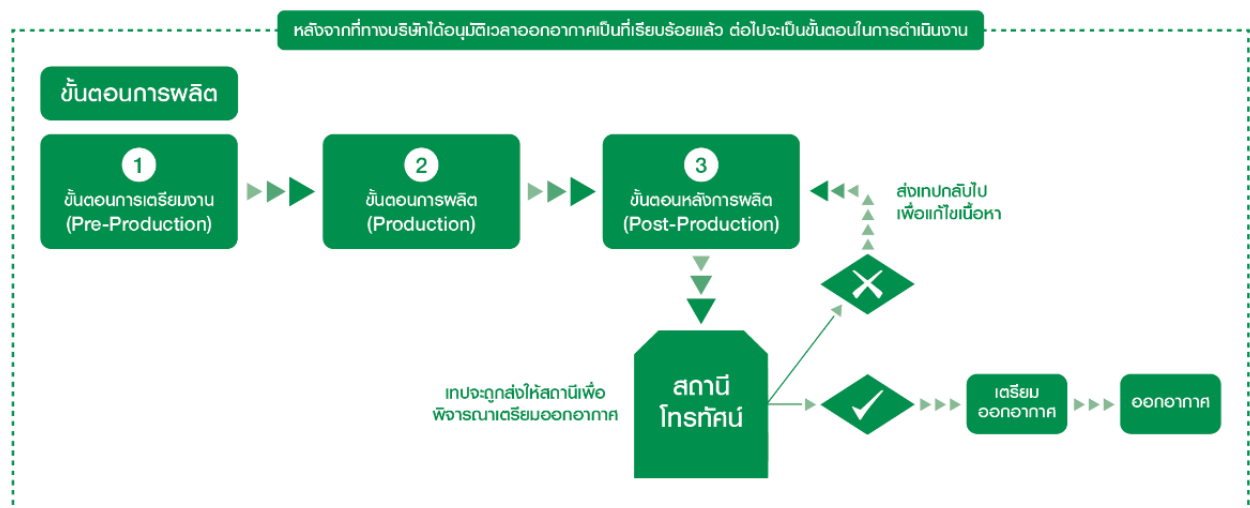 หลังจากที่ทางบริษัทได้อนุมัติเวลาออกอากาศเป็นที่เรียบร้อยแล้ว ต่อไปจะเป็นขั้นตอนในการดำเนินงาน
ขั้นตอนการผลิต
1
ขั้นตอนการเตรียมงาน
(Pre-Production)
2
ขั้นตอนการผลิต
(Production)
3
ขั้นตอนหลังการผลิต
(Post-Production)
ส่งเทปกลับไป
เพื่อแก้ไขเนื้อหา
เทปจะถูกส่งให้สถานีเพื่อ
พิจารณาเตรียมออกอากาศ
สถานี
โทรทัศน์
เตรียม
ออกอากาศ
ออกอากาศ